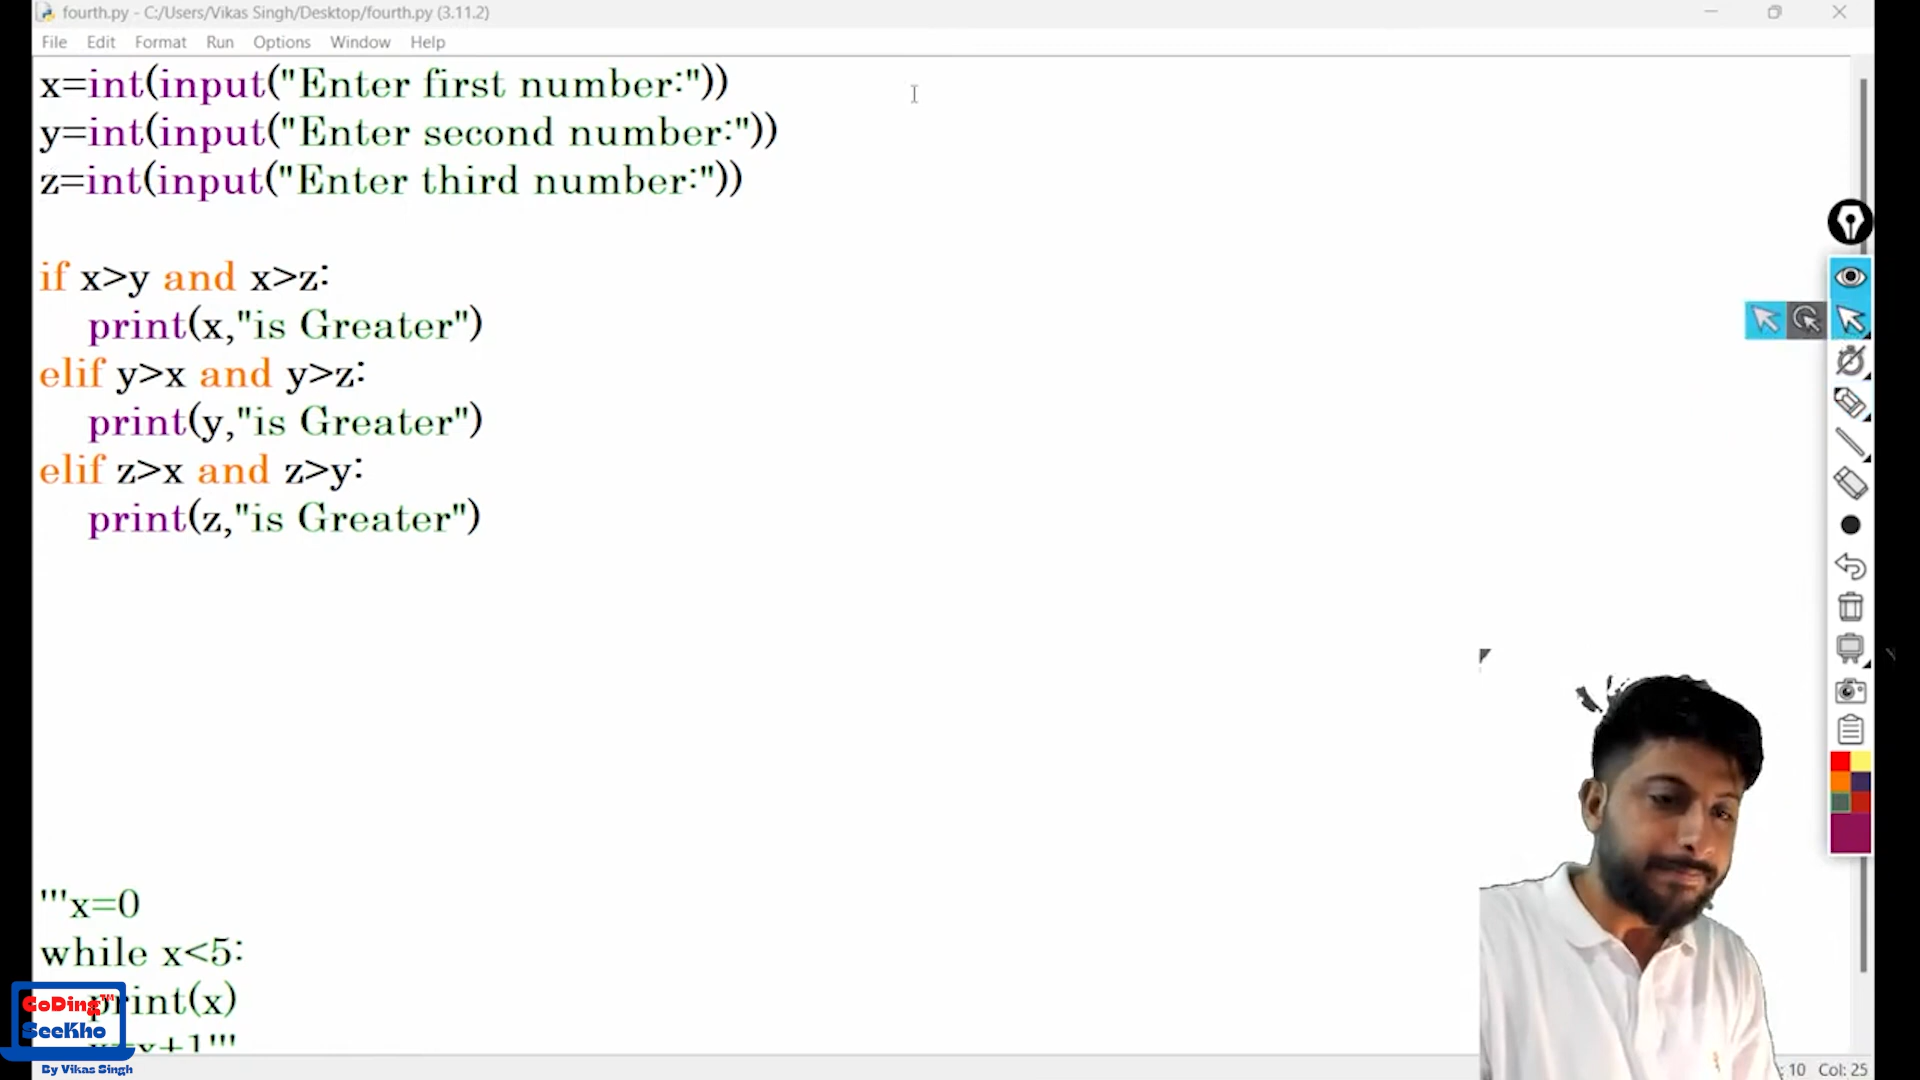 fourth.py - C:/Users/Vikas Singh/Desktop/fourth.py (3.11.2)
File Edit Format Run Options Window Help
x=int(input("Enter first number:"))
y=int(input("Enter second number:"))
z=int(input("Enter third number:"))
if x>y and x>z:
print(x,"is Greater")
elif y>x and y>z:
print(y,"is Greater")
elif z>x and z>y:
print(z,"is Greater")
'''x=0
while x<5:
print(x)
x=x+1'''
CoDing™
SeeKho
By Vikas Singh
: 10 Col: 25